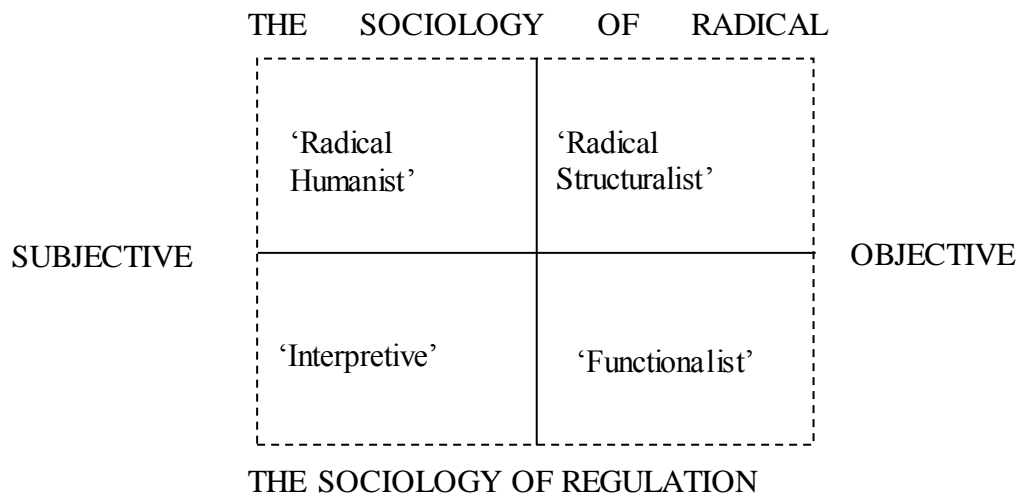 THE SOCIOLOGY OF RADICAL
‘Radical
Humanist’
‘Radical
Structuralist’
SUBJECTIVE
OBJECTIVE
‘Interpretive’
‘Functionalist’
THE SOCIOLOGY OF REGULATION